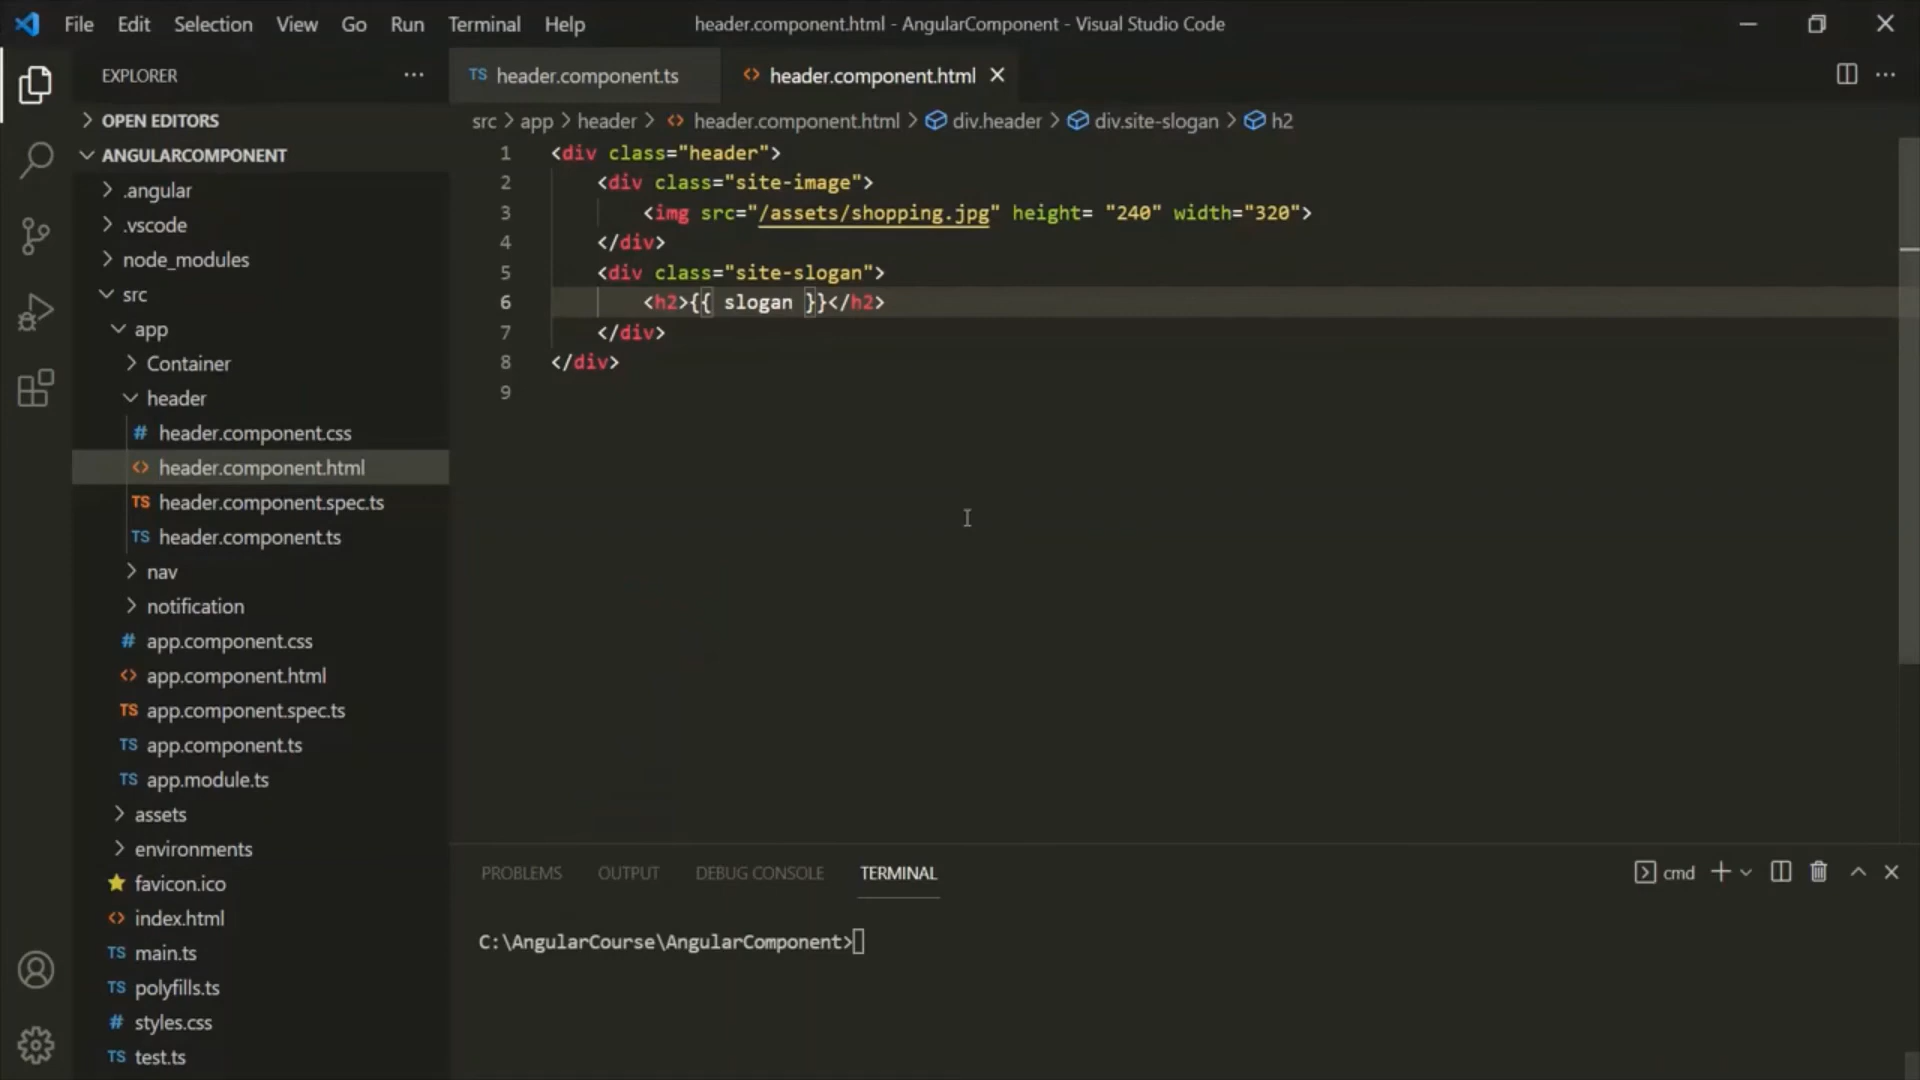 File Edit Selection View Go Run Terminal Help header.component.html - AngularComponent - Visual Studio Code
EXPLORER
OPEN EDITORS
ANGULARCOMPONENT
.angular
.vscode
node_modules
src
app
Container
header
# header.component.css
<> header.component.html
TS header.component.spec.ts
TS header.component.ts
nav
notification
# app.component.css
<> app.component.html
TS app.component.spec.ts
TS app.component.ts
TS app.module.ts
assets
environments
favicon.ico
<> index.html
TS main.ts
TS polyfills.ts
# styles.css
TS test.ts
TS header.component.ts <> header.component.html
src > app > header > <> header.component.html > div.header > div.site-slogan > h2
1 <div class="header">
2 <div class="site-image">
3 <img src="/assets/shopping.jpg" height= "240" width="320">
4 </div>
5 <div class="site-slogan">
6 <h2>{{ slogan }}</h2>
7 </div>
8 </div>
9
PROBLEMS OUTPUT DEBUG CONSOLE TERMINAL cmd
C:\AngularCourse\AngularComponent>